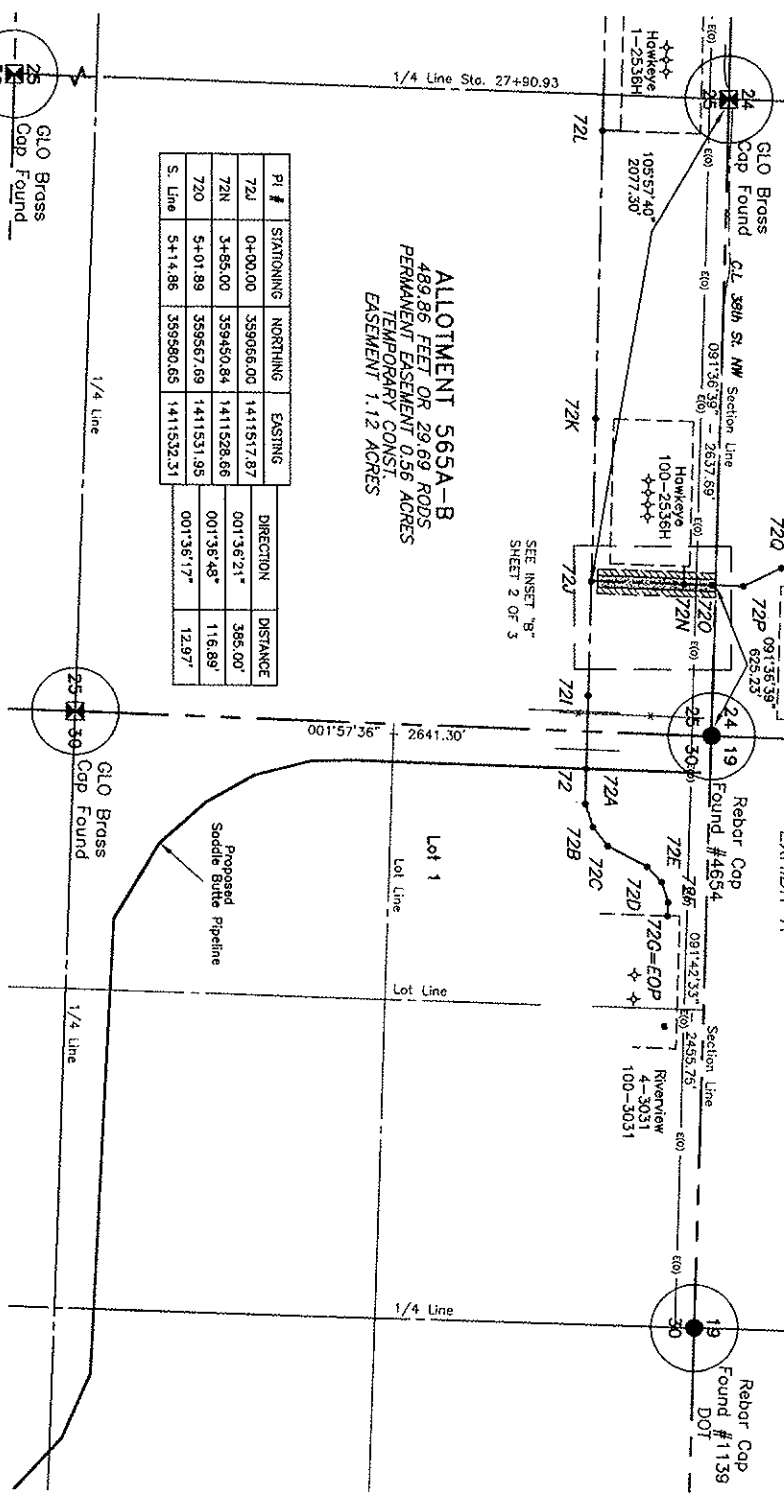 EXHIBIT A
GLO Brass
Cap Found
24
25
C.L. 38th St. NW
Section Line
091°36'39" - 2637.69'
E(O)
E(O)
E(O)
E(O)
E(O)
Hawkeye
1-2536H
1/4 Line Sta. 27+90.93
72L
105°57'40"
2077.30'
72K
Hawkeye
100-2536H
72Q
72P
72O
72N
72J
091°36'39"
625.23'
SEE INSET "B"
SHEET 2 OF 3
72I
24
19
25
30
Rebar Cap
Found #4654
72A
72
72B
72C
72D
72E
72F
72G=EOP
091°42'33" - 2455.75'
Section Line
E(O)
E(O)
E(O)
E(O)
Riverview
4-3031
100-3031
19
30
Rebar Cap
Found #1139
DOT
ALLOTMENT 565A-B
489.86 FEET OR 29.69 RODS
PERMANENT EASEMENT 0.56 ACRES
TEMPORARY CONST.
EASEMENT 1.12 ACRES
PI # STATIONING NORTHING EASTING DIRECTION DISTANCE
72J 0+00.00 359066.00 1411517.87
001°36'21" 385.00'
72N 3+85.00 359450.84 1411528.66
001°36'48" 116.89'
72O 5+01.89 359567.69 1411531.95
001°36'17" 12.97'
S. Line 5+14.86 359580.65 1411532.31
001°57'36" - 2641.30'
Lot 1
Lot Line
Lot Line
1/4 Line
Proposed
Saddle Butte Pipeline
1/4 Line
1/4 Line
25
GLO Brass
Cap Found
25
30
GLO Brass
Cap Found